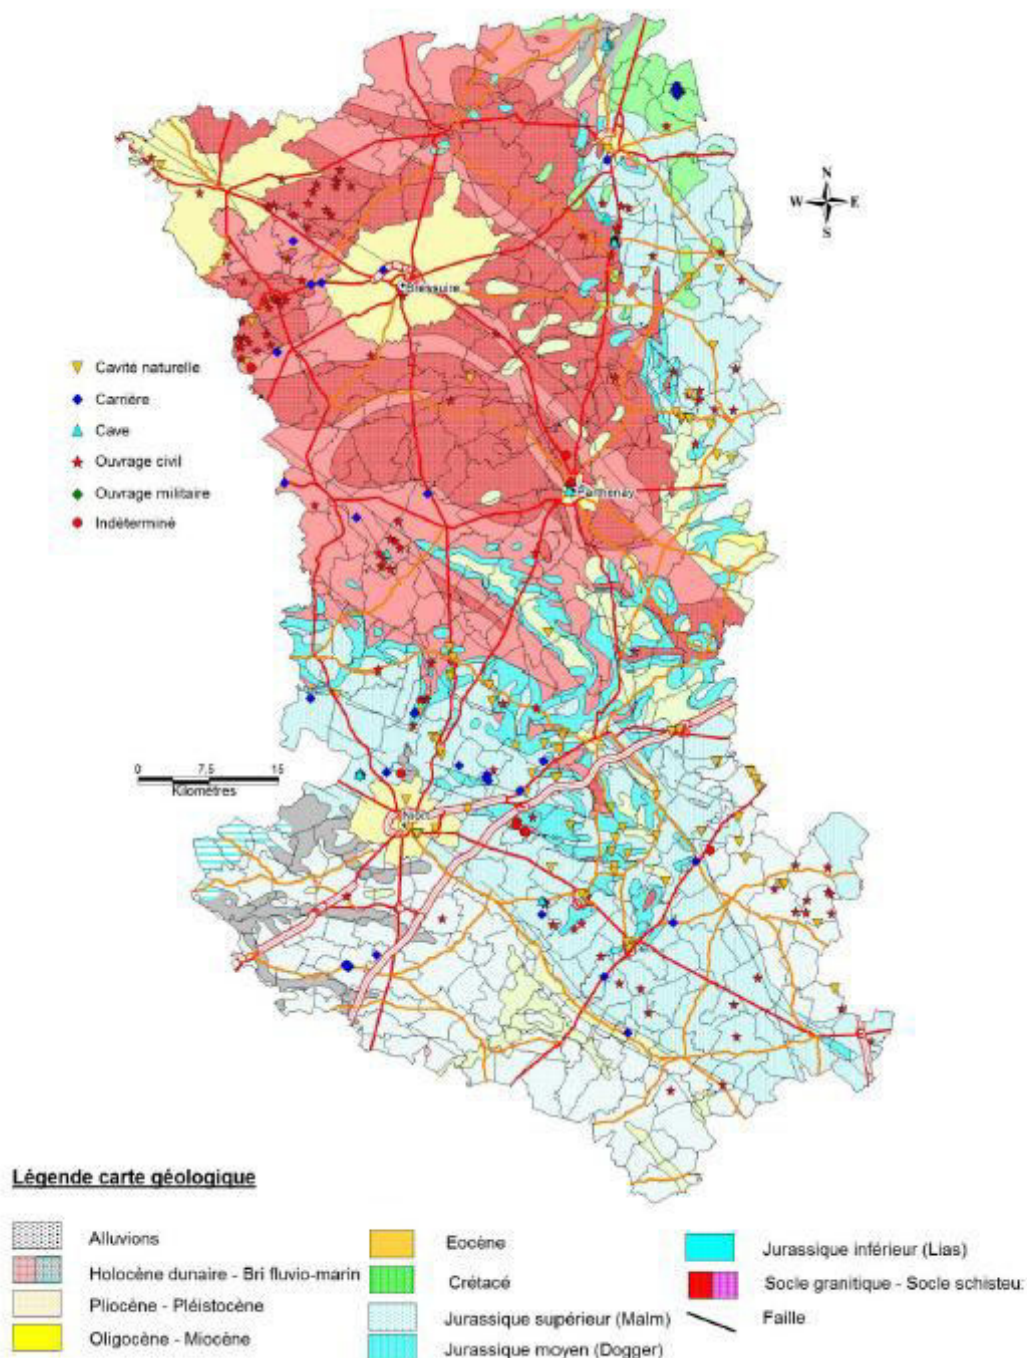 N
W E
S
Bressuire
Cavité naturelle
Carrière
Cave
Ouvrage civil
Ouvrage militaire
Indéterminé
Parthenay
0 7,5 15
Kilomètres
Niort
Légende carte géologique
Alluvions
Holocène dunaire - Bri fluvio-marin
Pliocène - Pléistocène
Oligocène - Miocène
Eocène
Crétacé
Jurassique supérieur (Malm)
Jurassique moyen (Dogger)
Jurassique inférieur (Lias)
Socle granitique - Socle schisteu:
Faille